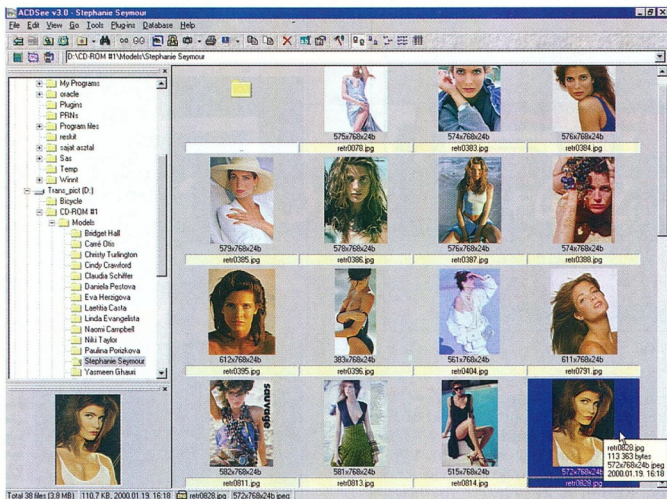 ACDSee v3.0 - Stephanie Seymour
File Edit View Go Tools Plug-ins Database Help
D:\CD-ROM #1\Models\Stephanie Seymour
My Programs
oracle
Plugins
PRNs
Program files
reskit
sajat asztal
Sas
Temp
Winnt
Trans_pict (D:)
Bicycle
CD-ROM #1
Models
Bridget Hall
Carré Otis
Christy Turlington
Cindy Crawford
Claudia Schiffer
Daniela Pestova
Eva Herzigova
Laetitia Casta
Linda Evangelista
Naomi Campbell
Niki Taylor
Paulina Porizkova
Stephanie Seymour
Yasmeen Ghauri
..
575x768x24b
retr0078.jpg
574x768x24b
retr0383.jpg
576x768x24b
retr0384.jpg
579x768x24b
retr0385.jpg
578x768x24b
retr0386.jpg
576x768x24b
retr0387.jpg
574x768x24b
retr0388.jpg
612x768x24b
retr0395.jpg
383x768x24b
retr0396.jpg
561x768x24b
retr0404.jpg
611x768x24b
retr0791.jpg
sauvage
582x768x24b
retr0811.jpg
581x768x24b
retr0813.jpg
515x768x24b
retr0814.jpg
572x768x24b
retr0828.jpg
retr0828.jpg
113 363 bytes
572x768x24b jpeg
2000.01.19. 16:18
Total 38 files (3.8 MB)
110.7 KB, 2000.01.19. 16:18
retr0828.jpg
572x768x24b jpeg